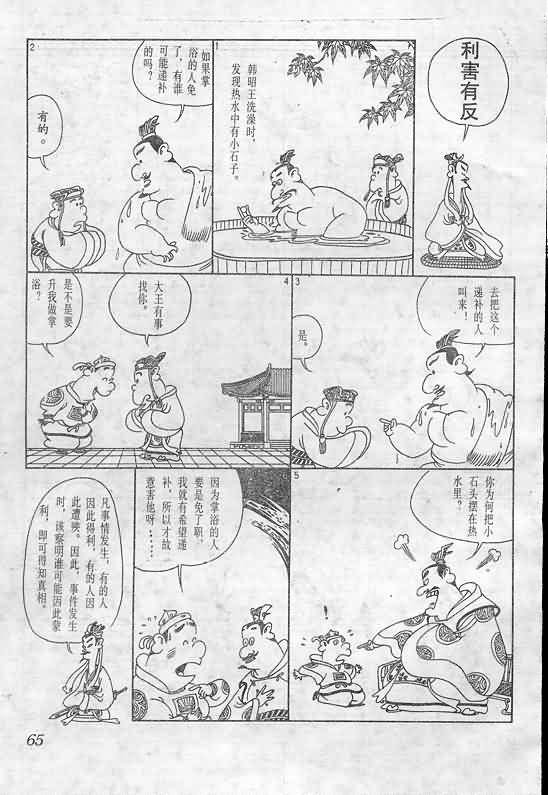 利害有反
1
韩昭王洗澡时，
发现热水中有小石子。
2
如果掌
浴的人免
了，有谁
可能递补
的吗？
有的。
3
去把这个
递补的人
叫来！
是。
4
大王有事
找你。
是不是要
升我做掌
浴？
5
你为何把小
石头摆在热
水里？
因为掌浴的人
要是免了职，
我就有希望递
补，所以才故
意害他呀……
凡事情发生，有的人
因此得利，有的人因
此遭殃。因此，事件发生
时，该察明谁可能因此蒙
利，即可得知真相。
65